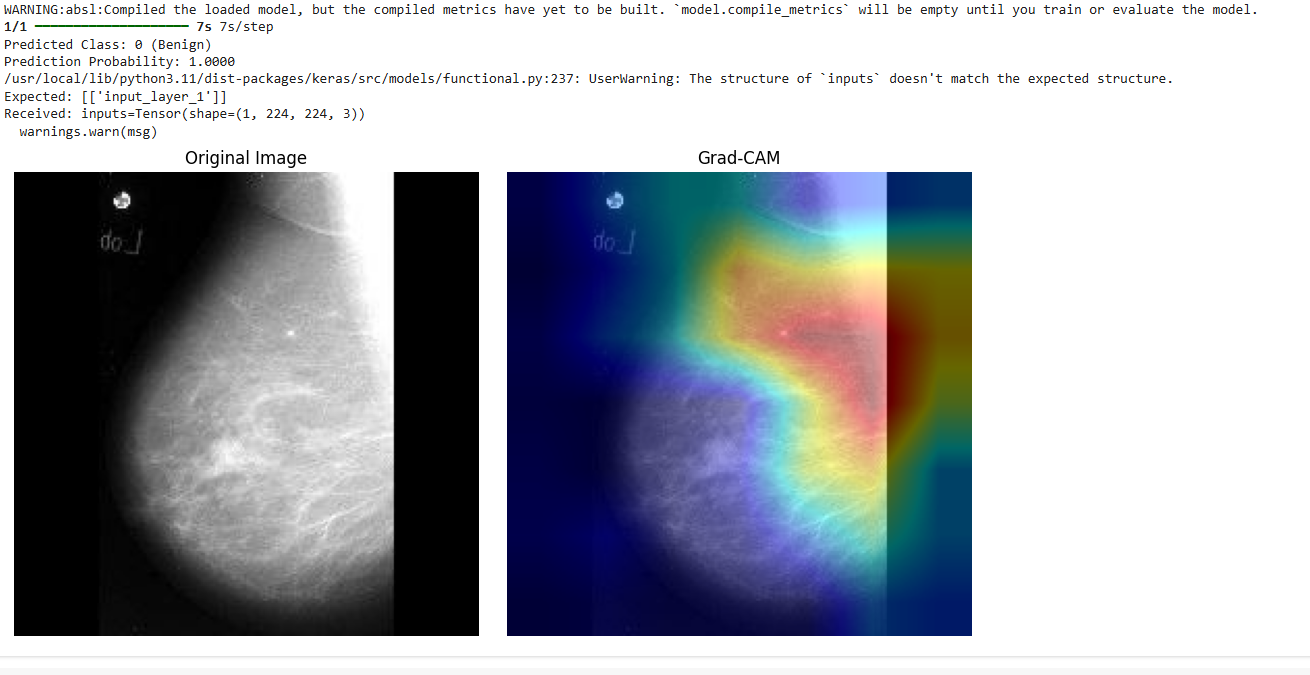 WARNING:absl:Compiled the loaded model, but the compiled metrics have yet to be built. `model.compile_metrics` will be empty until you train or evaluate the model.
1/1 ━━━━━━━━━━━━━━━━━━━━ 7s 7s/step
Predicted Class: 0 (Benign)
Prediction Probability: 1.0000
/usr/local/lib/python3.11/dist-packages/keras/src/models/functional.py:237: UserWarning: The structure of `inputs` doesn't match the expected structure.
Expected: [['input_layer_1']]
Received: inputs=Tensor(shape=(1, 224, 224, 3))
warnings.warn(msg)
Original Image
Grad-CAM